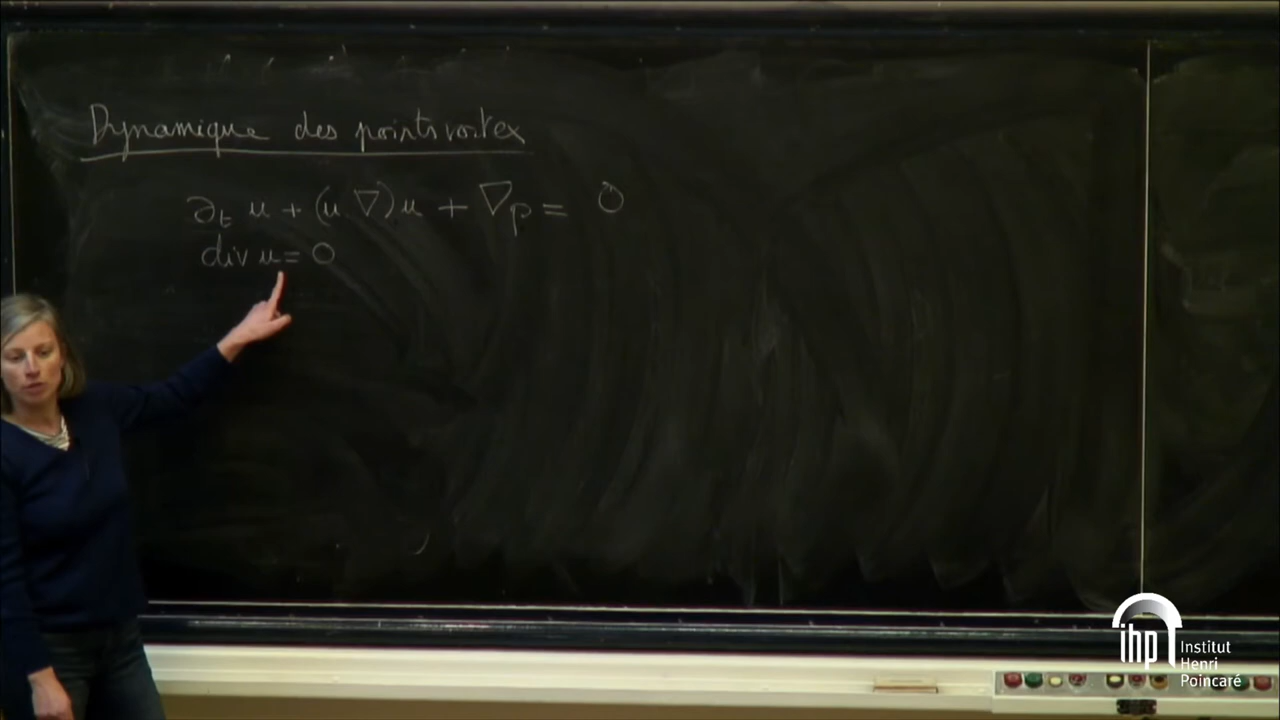 Dynamique des points vortex
∂ₜ u + (u ∇)u + ∇p = 0
div u = 0
ihp Institut
Henri
Poincaré